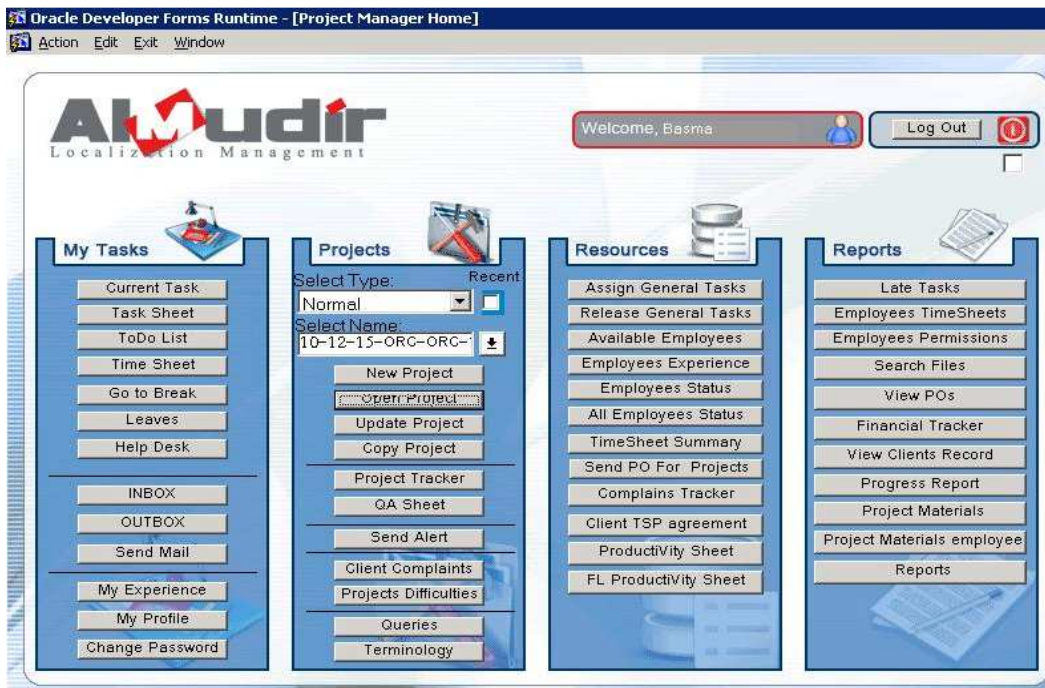 Oracle Developer Forms Runtime - [Project Manager Home]
Action Edit Exit Window
AlMudir
Localization Management
Welcome, Basma
Log Out
My Tasks
Current Task
Task Sheet
ToDo List
Time Sheet
Go to Break
Leaves
Help Desk
INBOX
OUTBOX
Send Mail
My Experience
My Profile
Change Password
Projects
Select Type:
Recent
Normal
Select Name:
10-12-15-ORC-ORC-
New Project
Open Project
Update Project
Copy Project
Project Tracker
QA Sheet
Send Alert
Client Complaints
Projects Difficulties
Queries
Terminology
Resources
Assign General Tasks
Release General Tasks
Available Employees
Employees Experience
Employees Status
All Employees Status
TimeSheet Summary
Send PO For Projects
Complains Tracker
Client TSP agreement
ProductiVity Sheet
FL ProductiVity Sheet
Reports
Late Tasks
Employees TimeSheets
Employees Permissions
Search Files
View POs
Financial Tracker
View Clients Record
Progress Report
Project Materials
Project Materials employee
Reports